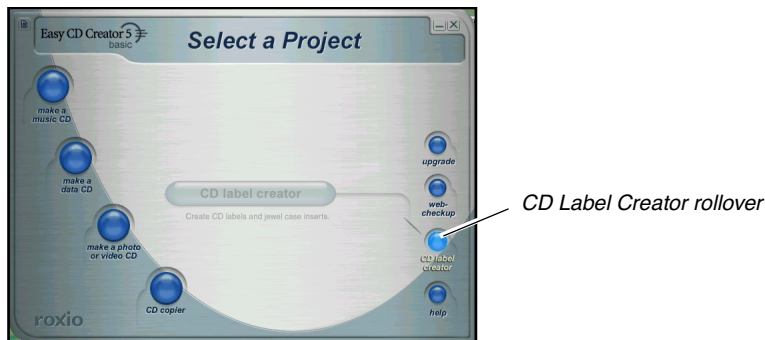 Easy CD Creator 5
basic
Select a Project
make a
music CD
make a
data CD
make a photo
or video CD
CD copier
CD label creator
Create CD labels and jewel case inserts.
upgrade
web-
checkup
CD label
creator
help
roxio
CD Label Creator rollover